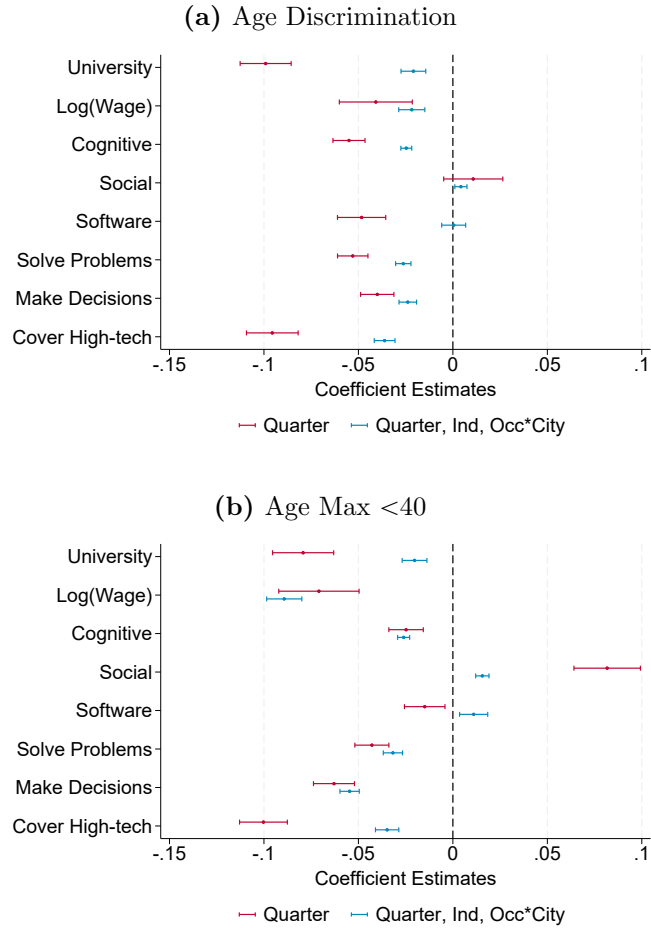 (a) Age Discrimination
University
Log(Wage)
Cognitive
Social
Software
Solve Problems
Make Decisions
Cover High-tech
-.15 -.1 -.05 0 .05 .1
Coefficient Estimates
Quarter Quarter, Ind, Occ*City
(b) Age Max <40
University
Log(Wage)
Cognitive
Social
Software
Solve Problems
Make Decisions
Cover High-tech
-.15 -.1 -.05 0 .05 .1
Coefficient Estimates
Quarter Quarter, Ind, Occ*City